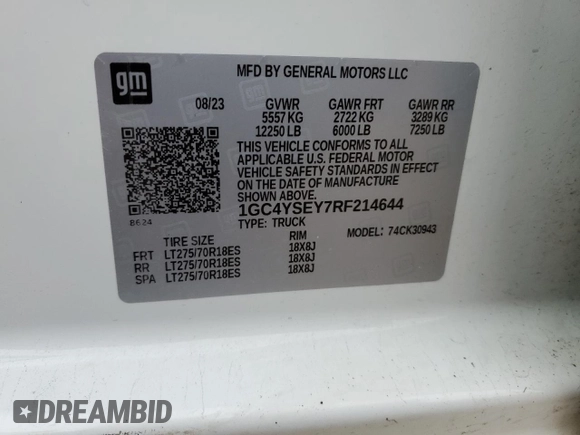 gm
MFD BY GENERAL MOTORS LLC
08/23 GVWR GAWR FRT GAWR RR
5557 KG 2722 KG 3289 KG
12250 LB 6000 LB 7250 LB
THIS VEHICLE CONFORMS TO ALL
APPLICABLE U.S. FEDERAL MOTOR
VEHICLE SAFETY STANDARDS IN EFFECT
ON THE DATE OF MANUFACTURE
SHOWN ABOVE.
1GC4YSEY7RF214644
8624
TYPE: TRUCK MODEL: 74CK30943
TIRE SIZE RIM
FRT LT275/70R18ES 18X8J
RR LT275/70R18ES 18X8J
SPA LT275/70R18ES 18X8J
DREAMBID